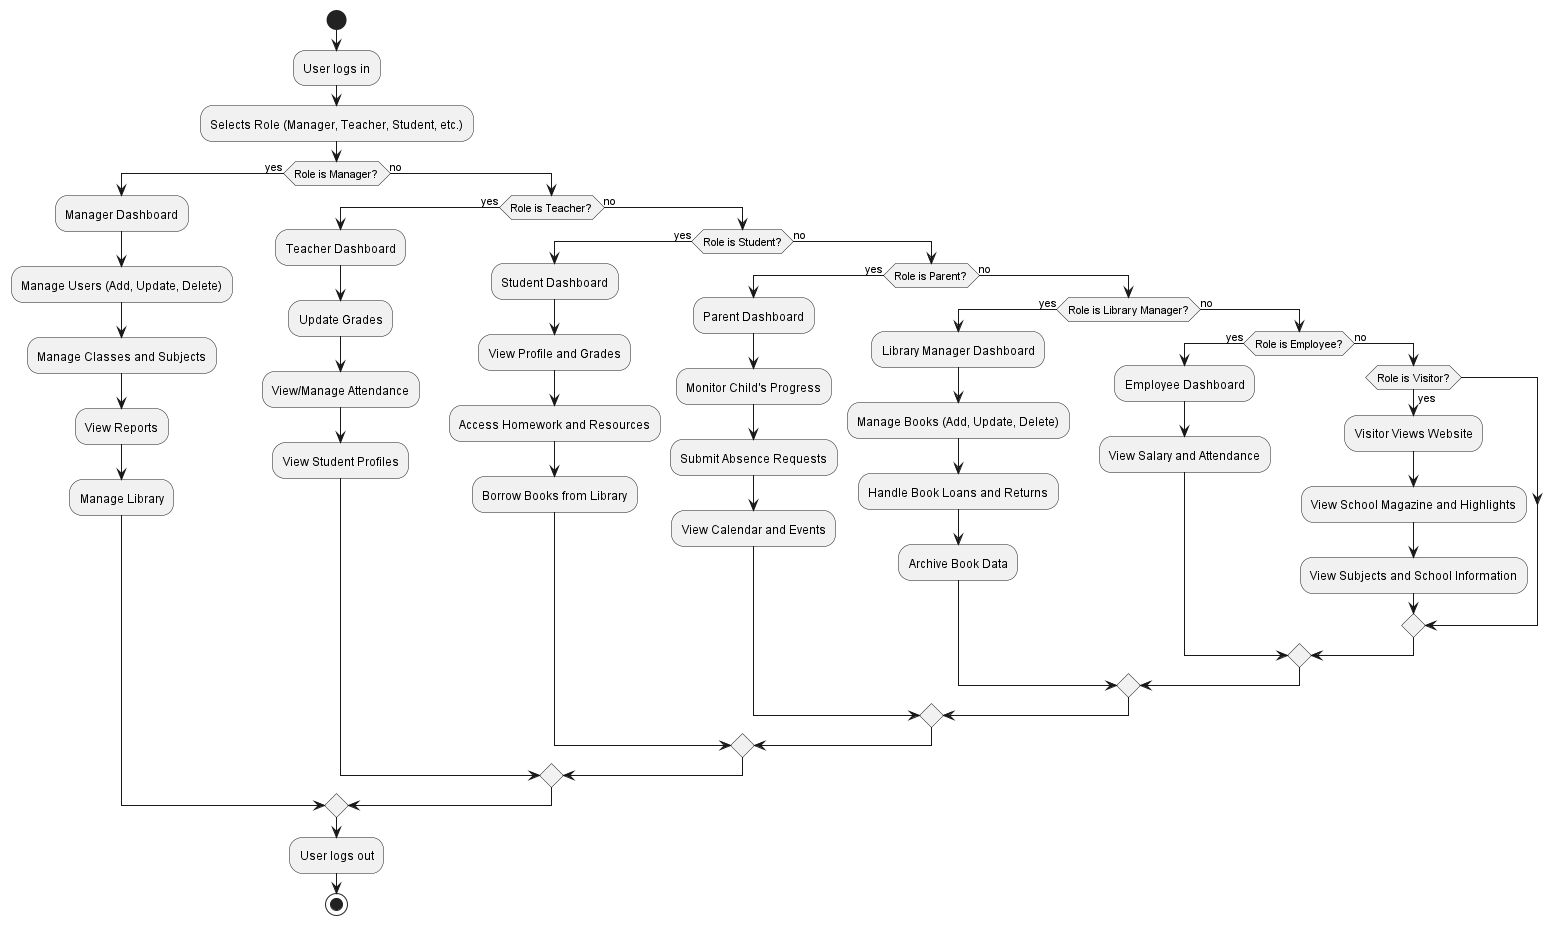 User logs in
Selects Role (Manager, Teacher, Student, etc.)
yes
Role is Manager?
no
Manager Dashboard
Manage Users (Add, Update, Delete)
Manage Classes and Subjects
View Reports
Manage Library
yes
Role is Teacher?
no
Teacher Dashboard
Update Grades
View/Manage Attendance
View Student Profiles
yes
Role is Student?
no
Student Dashboard
View Profile and Grades
Access Homework and Resources
Borrow Books from Library
yes
Role is Parent?
no
Parent Dashboard
Monitor Child's Progress
Submit Absence Requests
View Calendar and Events
yes
Role is Library Manager?
no
Library Manager Dashboard
Manage Books (Add, Update, Delete)
Handle Book Loans and Returns
Archive Book Data
yes
Role is Employee?
no
Employee Dashboard
View Salary and Attendance
Role is Visitor?
yes
Visitor Views Website
View School Magazine and Highlights
View Subjects and School Information
User logs out